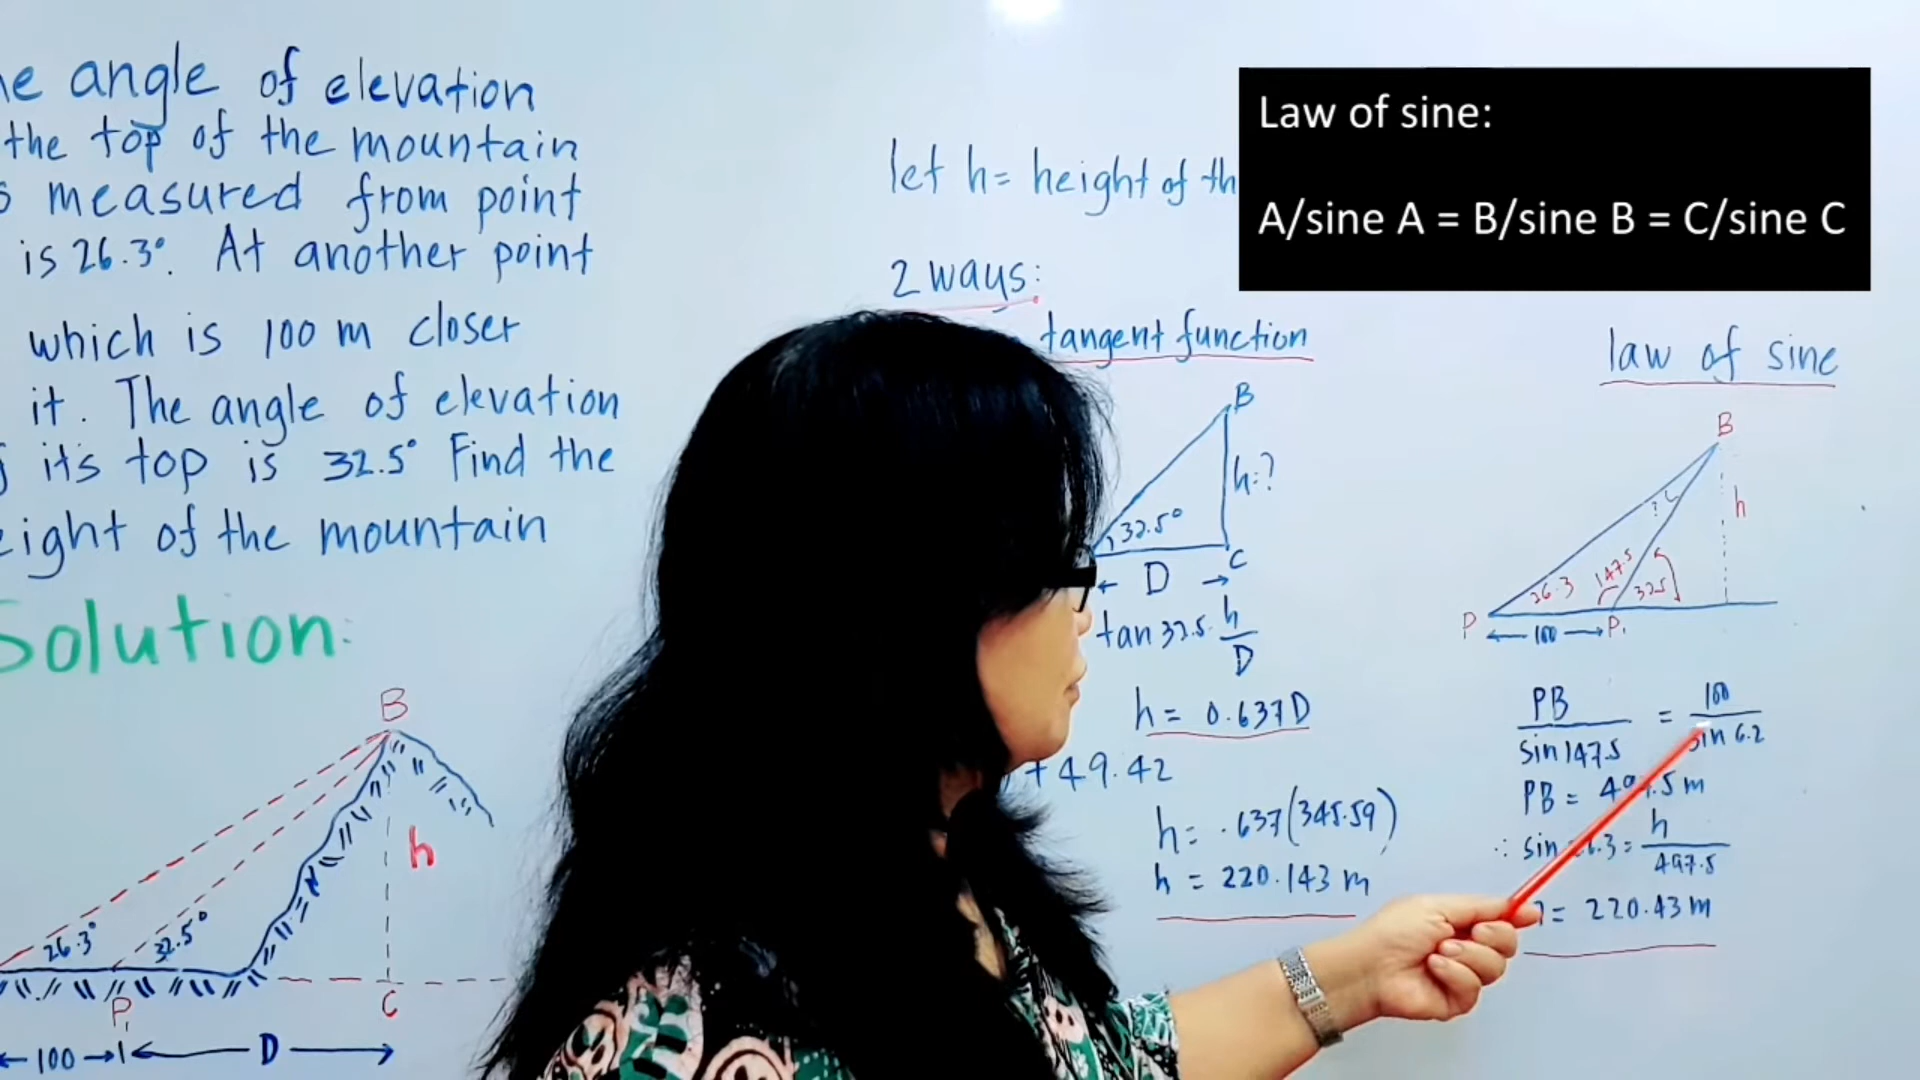 angle of elevation
the top of the mountain
measured from point
is 26.3°. At another point
which is 100 m closer
it. The angle of elevation
its top is 32.5° Find the
eight of the mountain
Solution:
B
h
26.3° 32.5°
P₁ C
100 D
let h = height of th
2 ways:
tangent function
B
h=?
32.5°
C
D
tan 32.5 = h/D
h = 0.637D
+ 49.42
h = .637(345.59)
h = 220.143 m
Law of sine:
A/sine A = B/sine B = C/sine C
law of sine
B
h
?
26.3 147.5 32.5
P 100 P₁
PB/sin 147.5 = 100/sin 6.2
PB = 49.5 m
∴ sin 6.3 = h/497.5
= 220.43 m